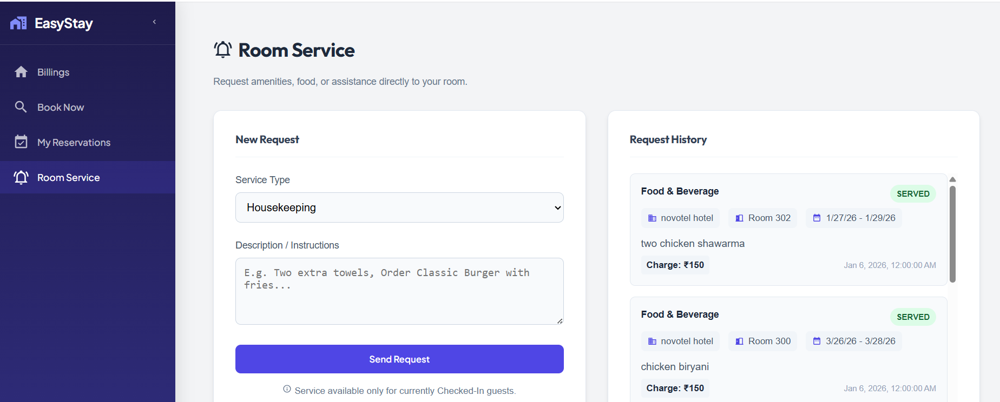 EasyStay
Billings
Book Now
My Reservations
Room Service
Room Service
Request amenities, food, or assistance directly to your room.
New Request
Service Type
Housekeeping
Description / Instructions
E.g. Two extra towels, Order Classic Burger with
fries...
Send Request
Service available only for currently Checked-In guests.
Request History
Food & Beverage
SERVED
novotel hotel
Room 302
1/27/26 - 1/29/26
two chicken shawarma
Charge: ₹150
Jan 6, 2026, 12:00:00 AM
Food & Beverage
SERVED
novotel hotel
Room 300
3/26/26 - 3/28/26
chicken biryani
Charge: ₹150
Jan 6, 2026, 12:00:00 AM